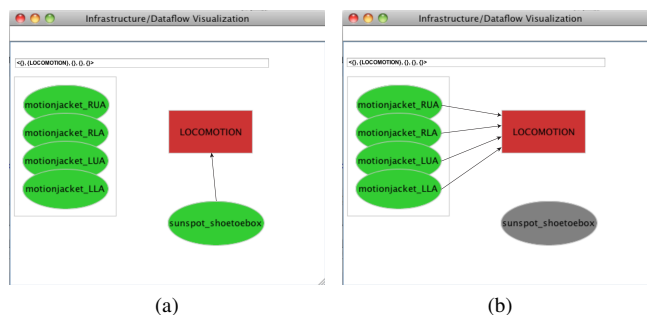 Infrastructure/Dataflow Visualization
<{}, {LOCOMOTION}, {}, {}, {}>
motionjacket_RUA
motionjacket_RLA
motionjacket_LUA
motionjacket_LLA
LOCOMOTION
sunspot_shoetoebox
(a)
Infrastructure/Dataflow Visualization
<{}, {LOCOMOTION}, {}, {}, {}>
motionjacket_RUA
motionjacket_RLA
motionjacket_LUA
motionjacket_LLA
LOCOMOTION
sunspot_shoetoebox
(b)